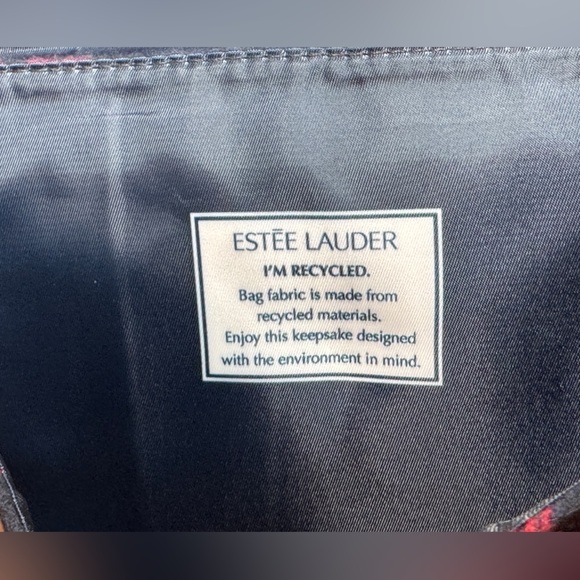 ESTĒE LAUDER
I'M RECYCLED.
Bag fabric is made from
recycled materials.
Enjoy this keepsake designed
with the environment in mind.